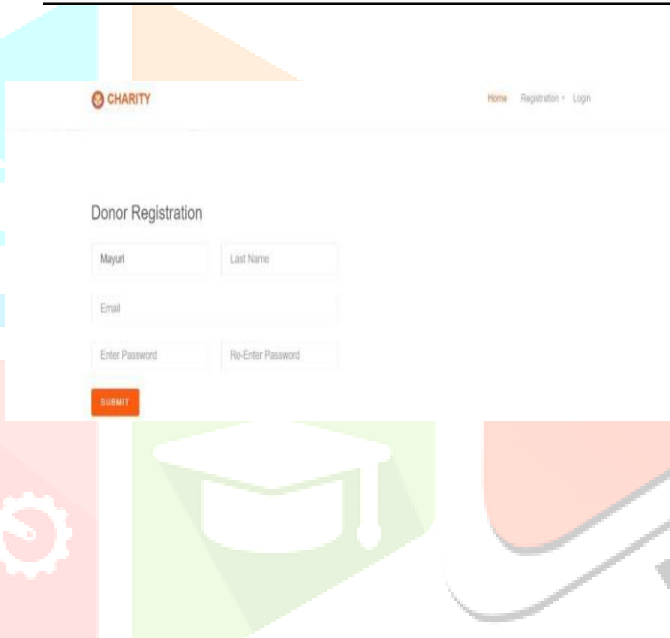 CHARITY
Home Registration Login
Donor Registration
Mayuri Last Name
Email
Enter Password Re-Enter Password
SUBMIT